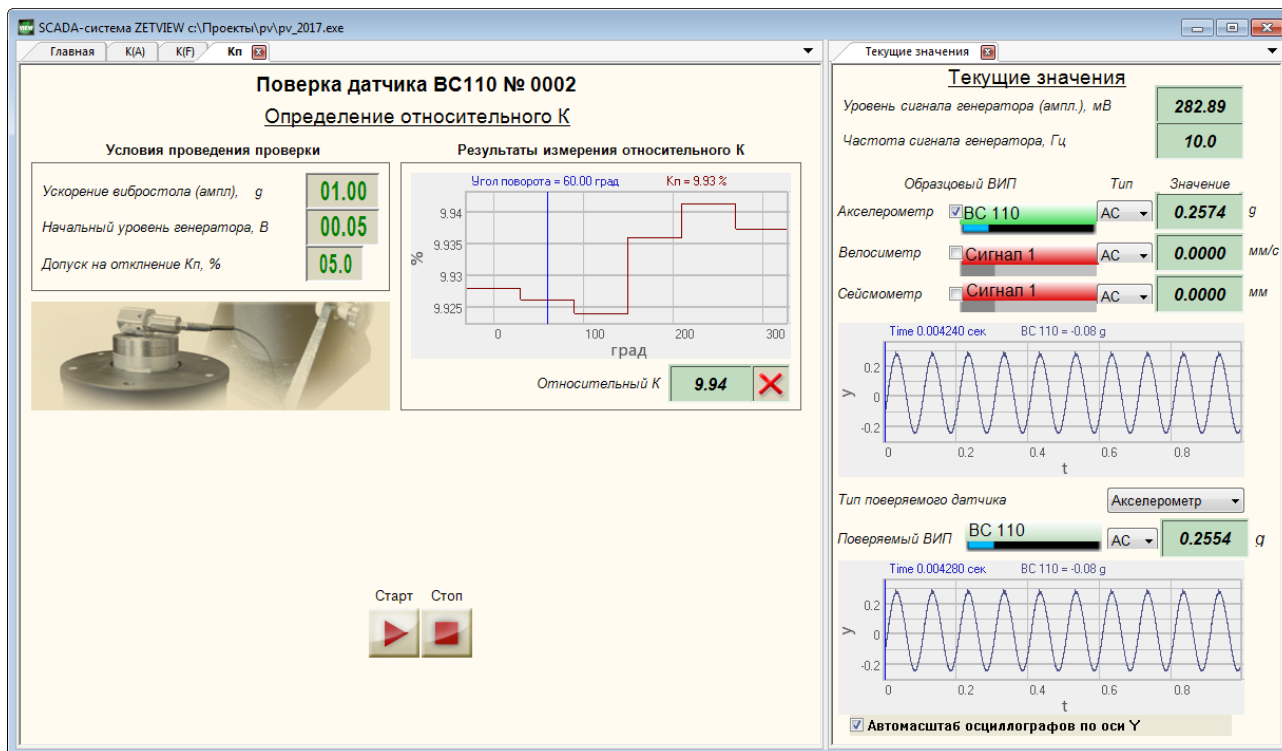 SCADA-система ZETVIEW c:\Проекты\pv\pv_2017.exe
Главная K(A) K(F) Кп
Поверка датчика BC110 № 0002
Определение относительного К
Условия проведения проверки
Ускорение вибростола (ампл), g 01.00
Начальный уровень генератора, В 00.05
Допуск на отклнение Кп, % 05.0
Результаты измерения относительного К
Угол поворота = 60.00 град Кп = 9.93 %
9.94
9.935
9.93
9.925
%
0 100 200 300
град
Относительный К 9.94
Старт Стоп
Текущие значения
Текущие значения
Уровень сигнала генератора (ампл.), мВ 282.89
Частота сигнала генератора, Гц 10.0
Образцовый ВИП Тип Значение
Акселерометр BC 110 AC 0.2574 g
Велосиметр Сигнал 1 AC 0.0000 мм/с
Сейсмометр Сигнал 1 AC 0.0000 мм
Time 0.004240 сек BC 110 = -0.08 g
0.2
0
-0.2
y
0 0.2 0.4 0.6 0.8
t
Тип поверяемого датчика Акселерометр
Поверяемый ВИП BC 110 AC 0.2554 g
Time 0.004280 сек BC 110 = -0.08 g
0.2
0
-0.2
y
0 0.2 0.4 0.6 0.8
t
Автомасштаб осциллографов по оси Y